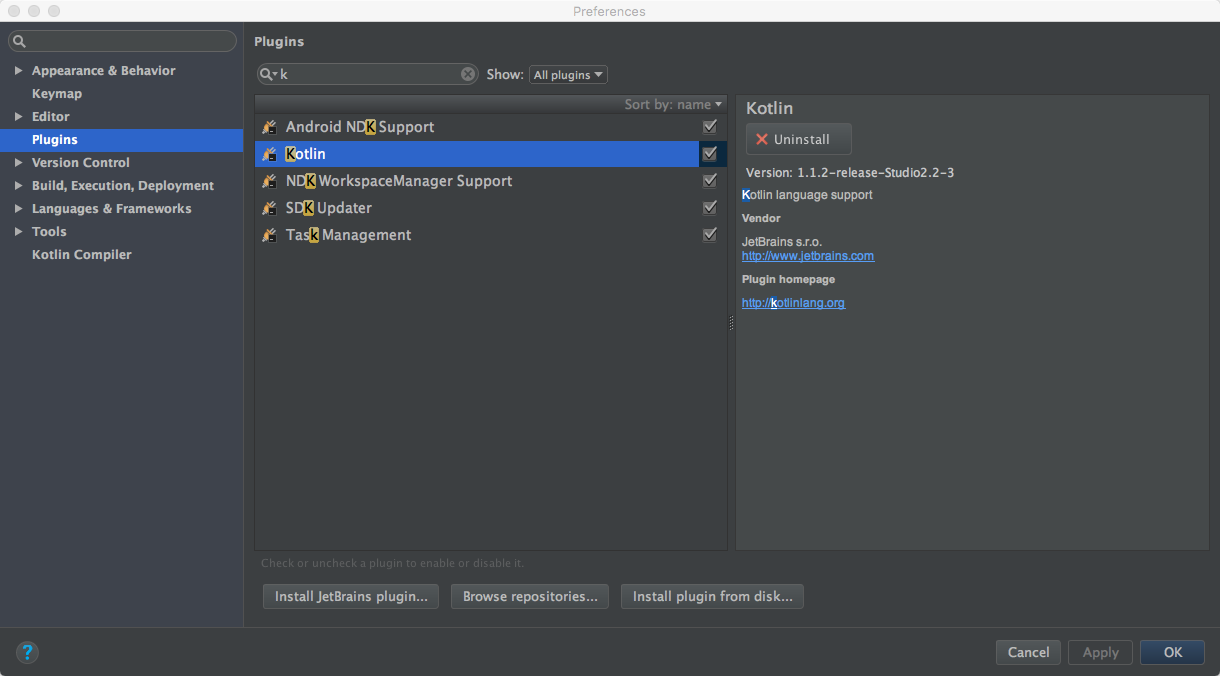 Preferences
Appearance & Behavior
Keymap
Editor
Plugins
Version Control
Build, Execution, Deployment
Languages & Frameworks
Tools
Kotlin Compiler
Plugins
k
Show: All plugins
Sort by: name
Android NDK Support
Kotlin
NDK WorkspaceManager Support
SDK Updater
Task Management
Kotlin
Uninstall
Version: 1.1.2-release-Studio2.2-3
Kotlin language support
Vendor
JetBrains s.r.o.
http://www.jetbrains.com
Plugin homepage
http://kotlinlang.org
Check or uncheck a plugin to enable or disable it.
Install JetBrains plugin... Browse repositories... Install plugin from disk...
? Cancel Apply OK